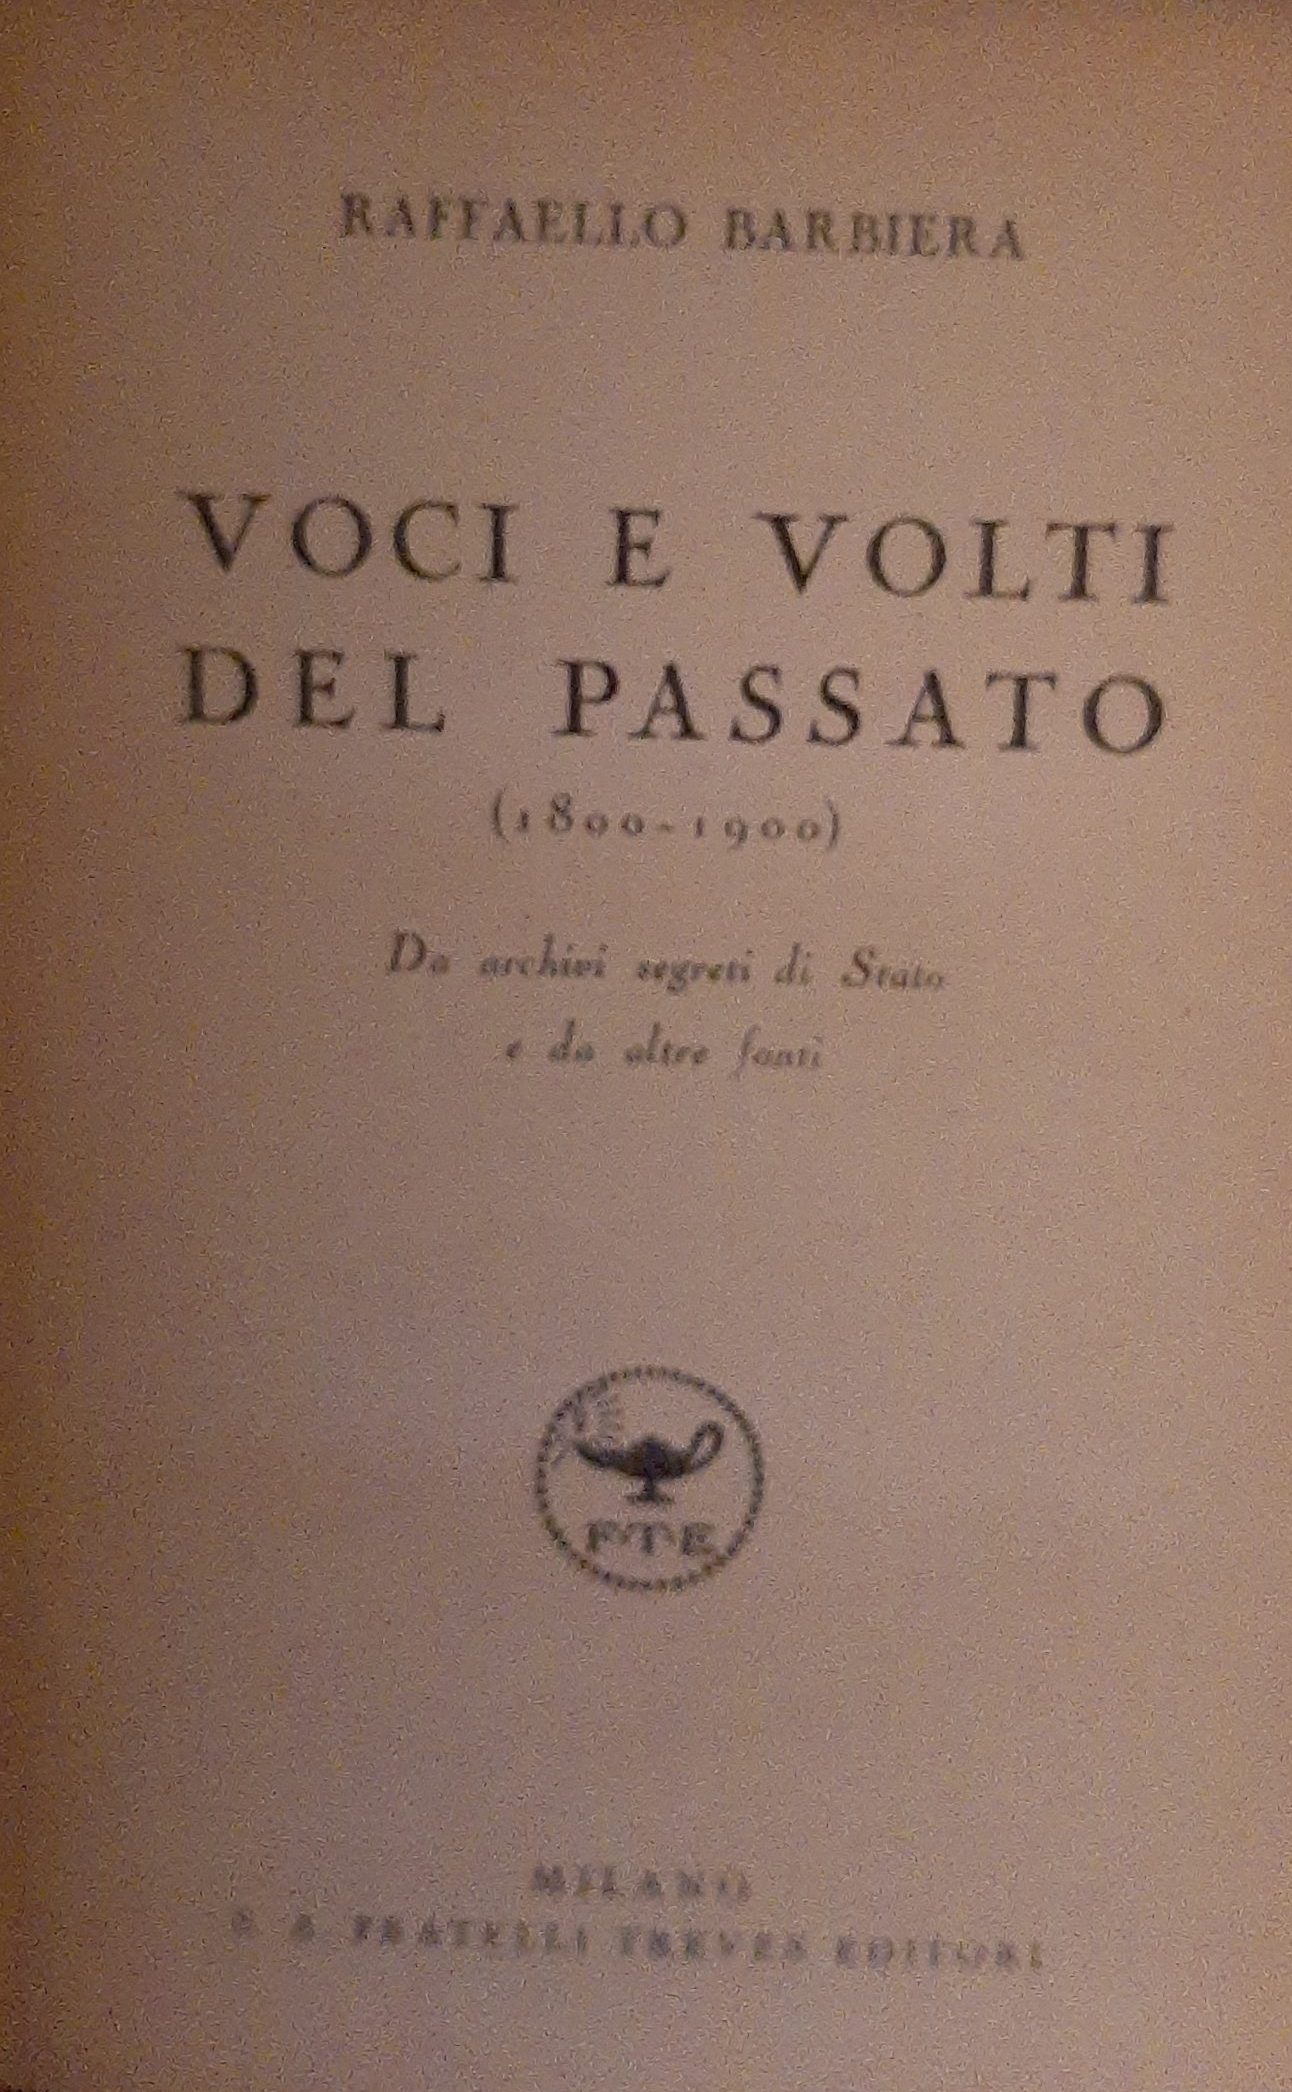 RAFFAELLO BARBIERA
VOCI E VOLTI
DEL PASSATO
(1800-1900)
Da archivi segreti di Stato
e da altre fonti
F·T·E
MILANO
S. A. FRATELLI TREVES EDITORI